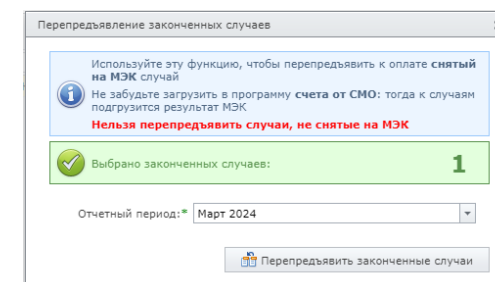 Перепредъявление законченных случаев
Используйте эту функцию, чтобы перепредъявить к оплате снятый
на МЭК случай
Не забудьте загрузить в программу счета от СМО: тогда к случаям
подгрузится результат МЭК
Нельзя перепредъявить случаи, не снятые на МЭК
Выбрано законченных случаев: 1
Отчетный период:* Март 2024
Перепредъявить законченные случаи